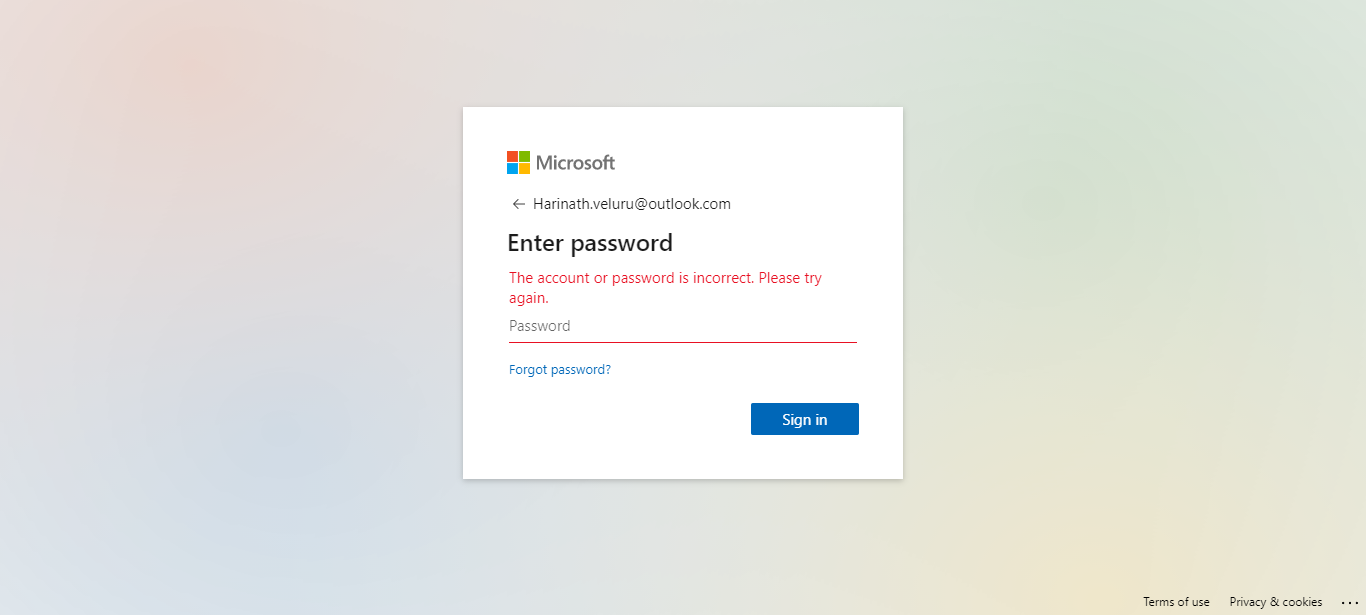 Microsoft
Harinath.veluru@outlook.com
Enter password
The account or password is incorrect. Please try
again.
Password
Forgot password?
Sign in
Terms of use Privacy & cookies ...